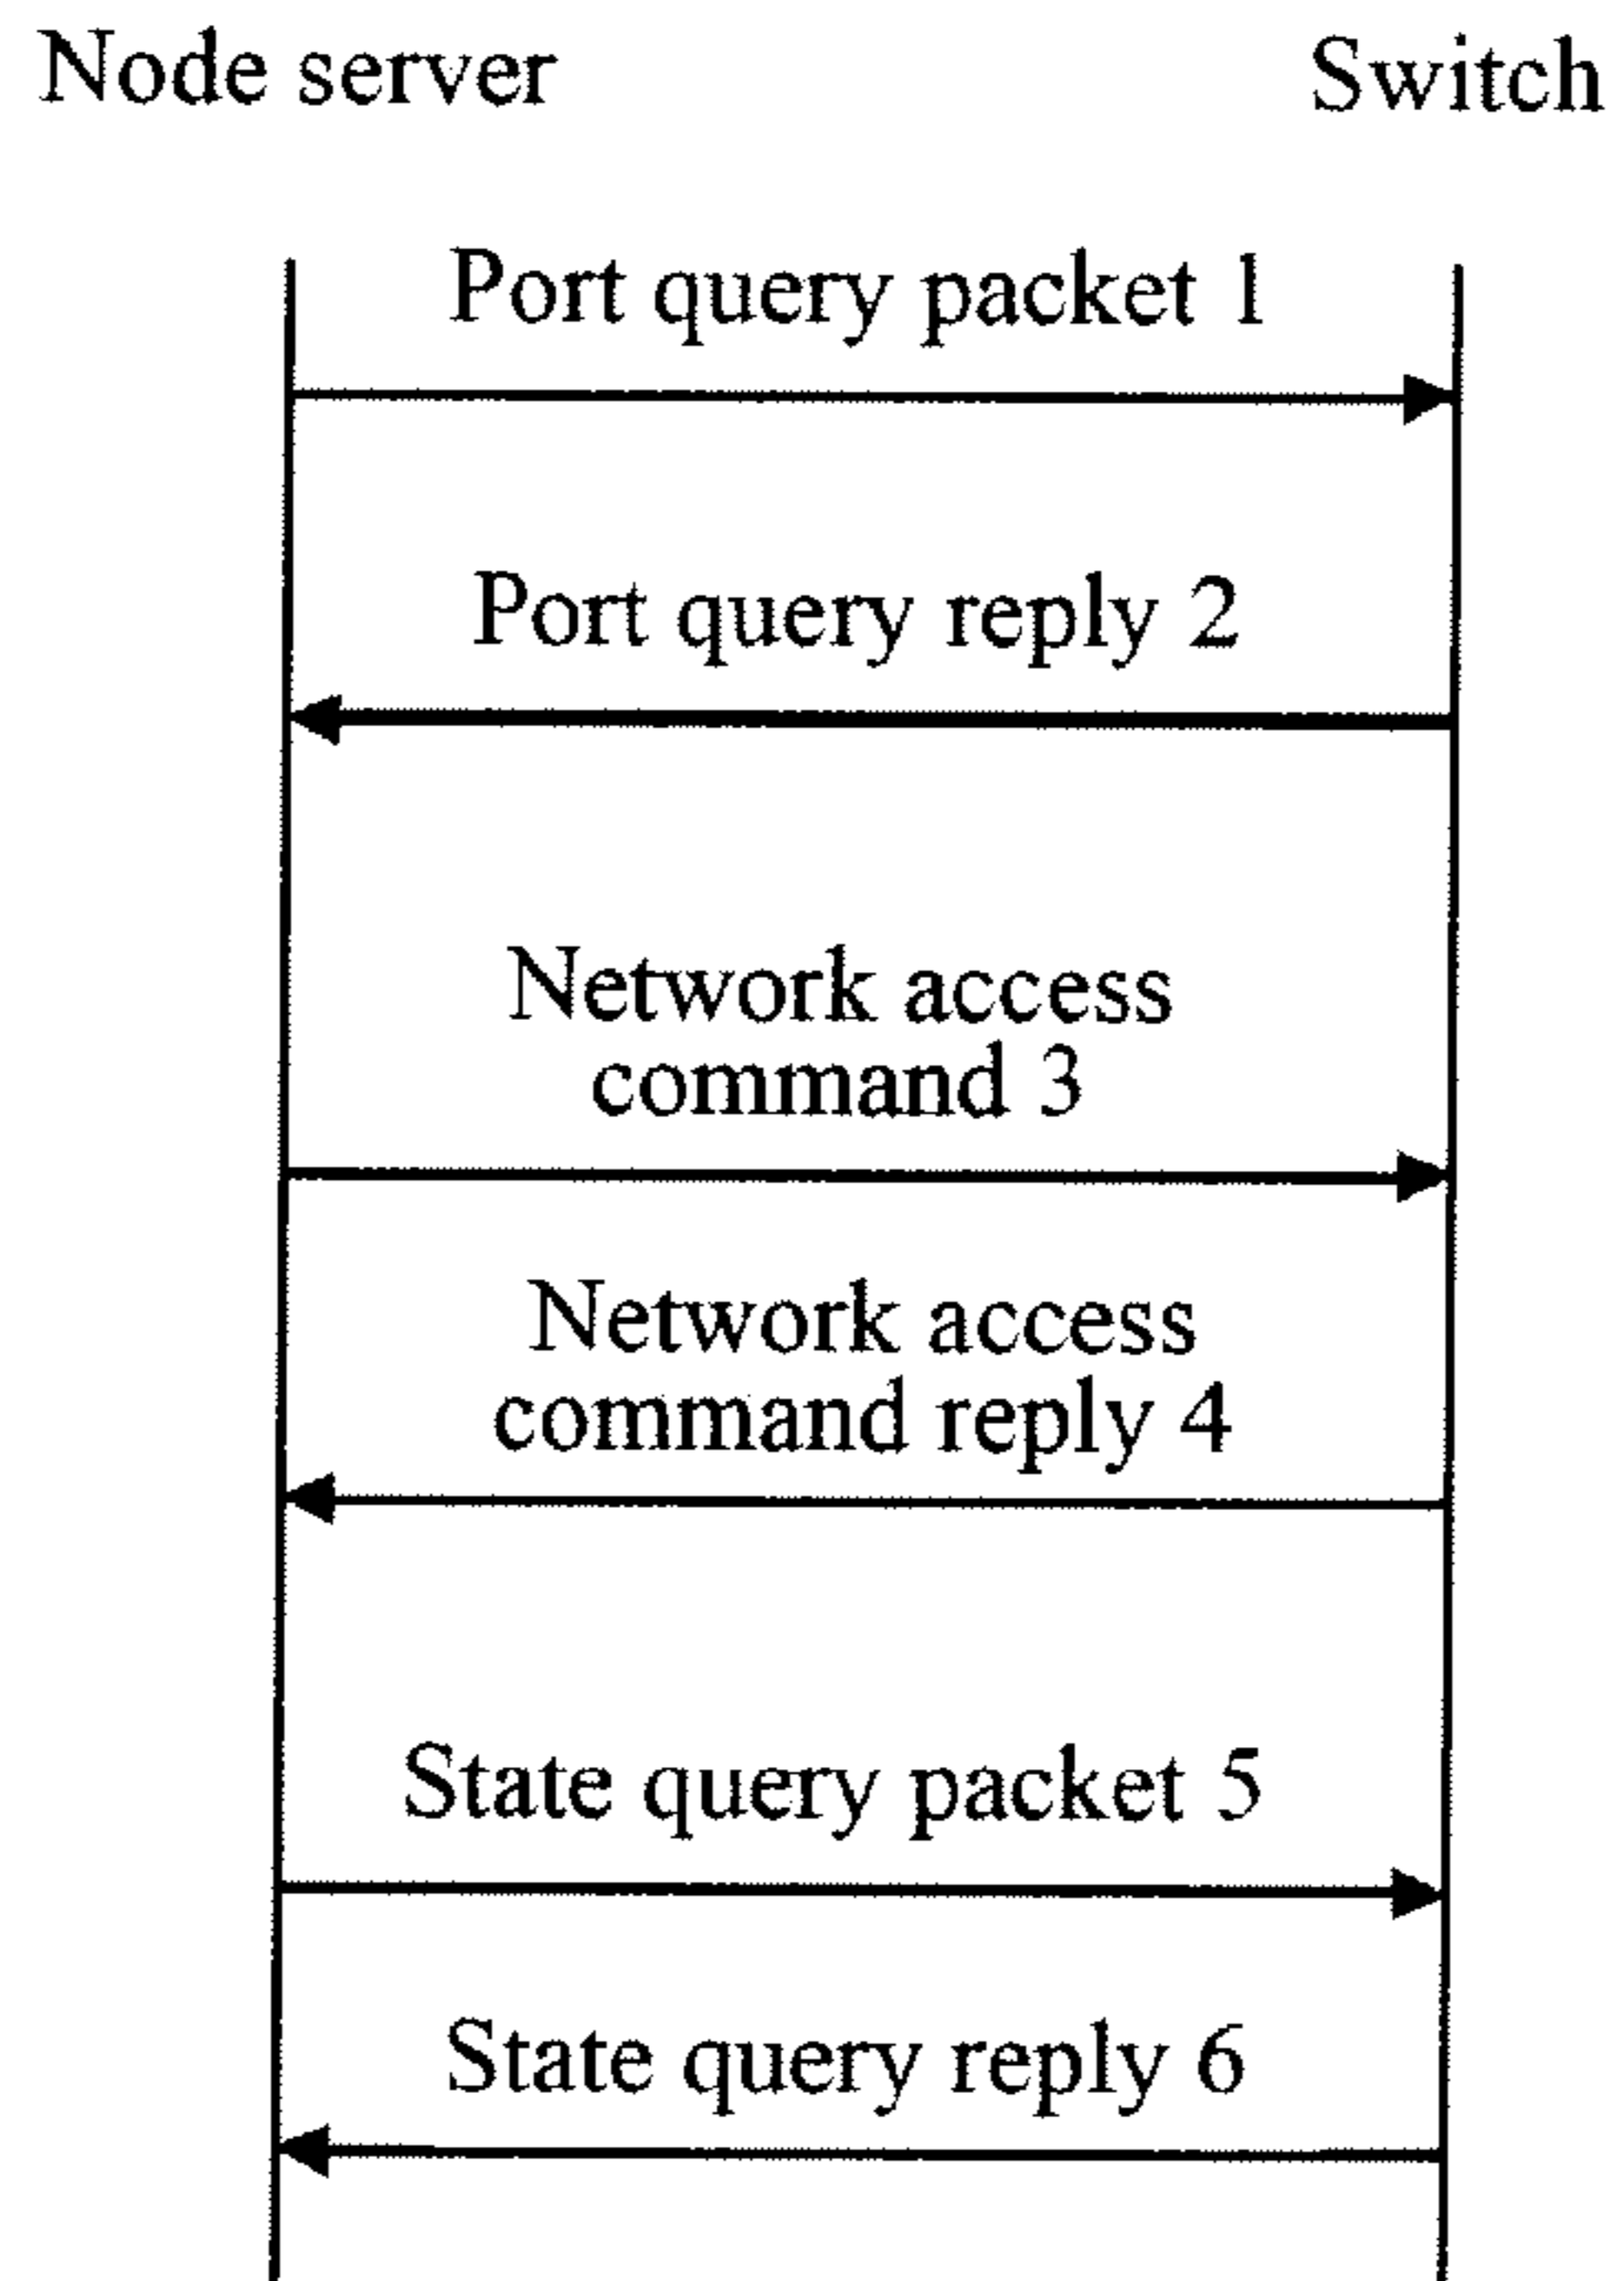 Node server
Switch
Port query packet 1
Port query reply 2
Network access
command 3
Network access
command reply 4
State query packet 5
State query reply 6